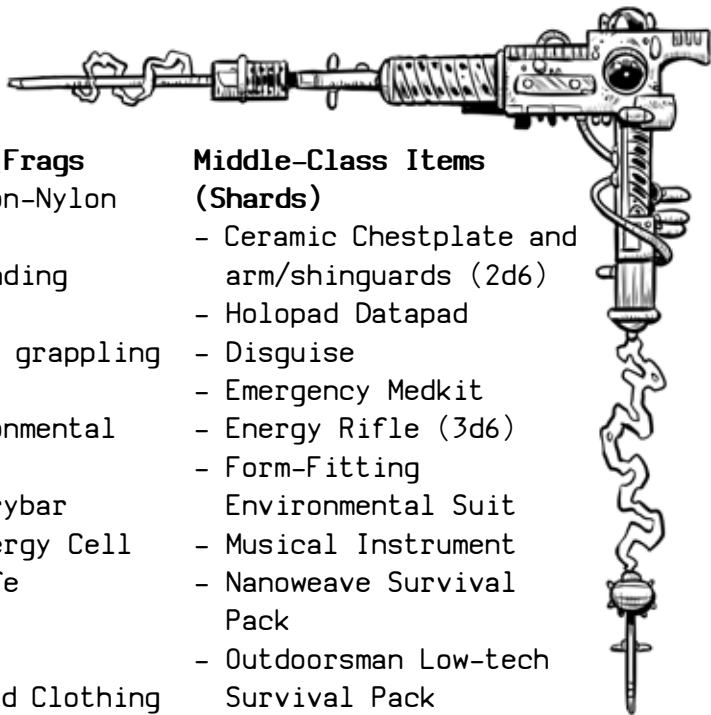 Frags
on-Nylon
ading
grappling
onmental
rybar
ergy Cell
fe
d Clothing
Middle-Class Items
(Shards)
- Ceramic Chestplate and
arm/shinguards (2d6)
- Holopad Datapad
- Disguise
- Emergency Medkit
- Energy Rifle (3d6)
- Form-Fitting
Environmental Suit
- Musical Instrument
- Nanoweave Survival
Pack
- Outdoorsman Low-tech
Survival Pack